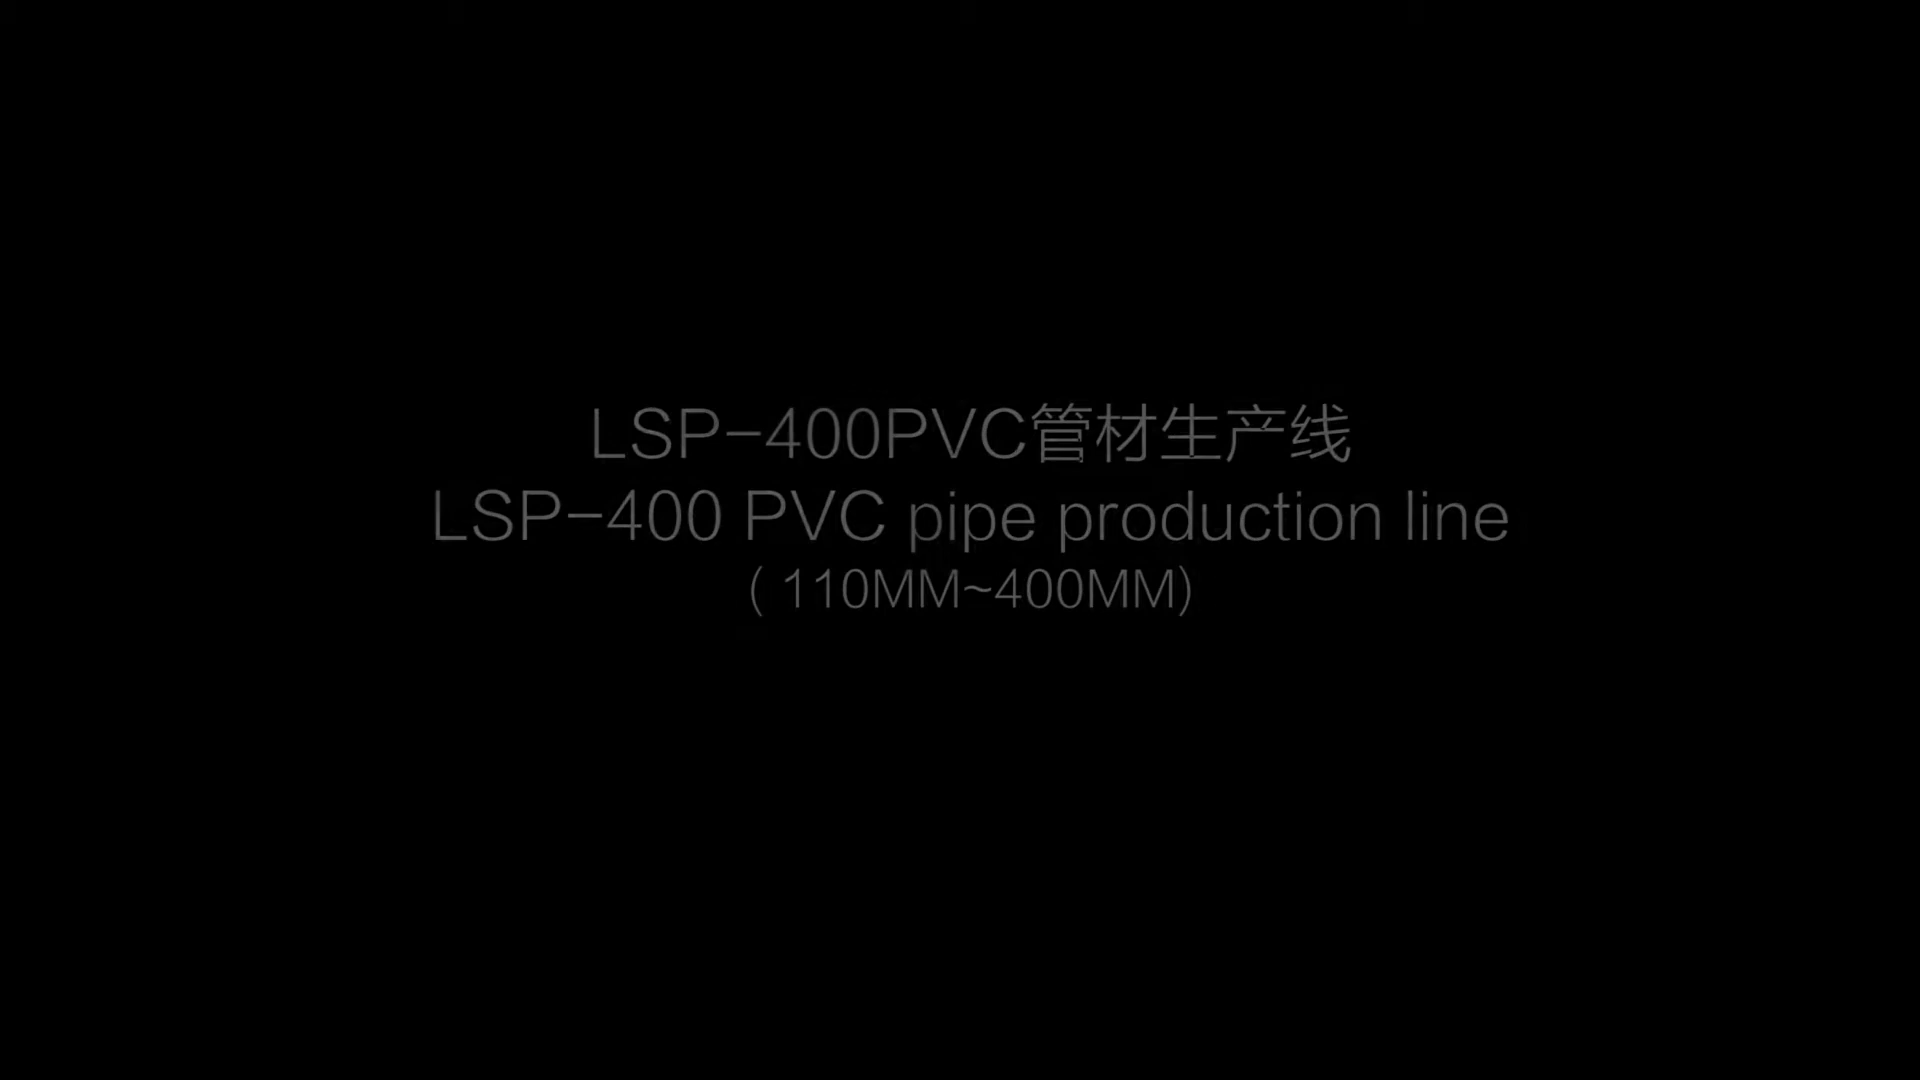 LSP-400PVC管材生产线
LSP-400 PVC pipe production line
( 110MM~400MM)